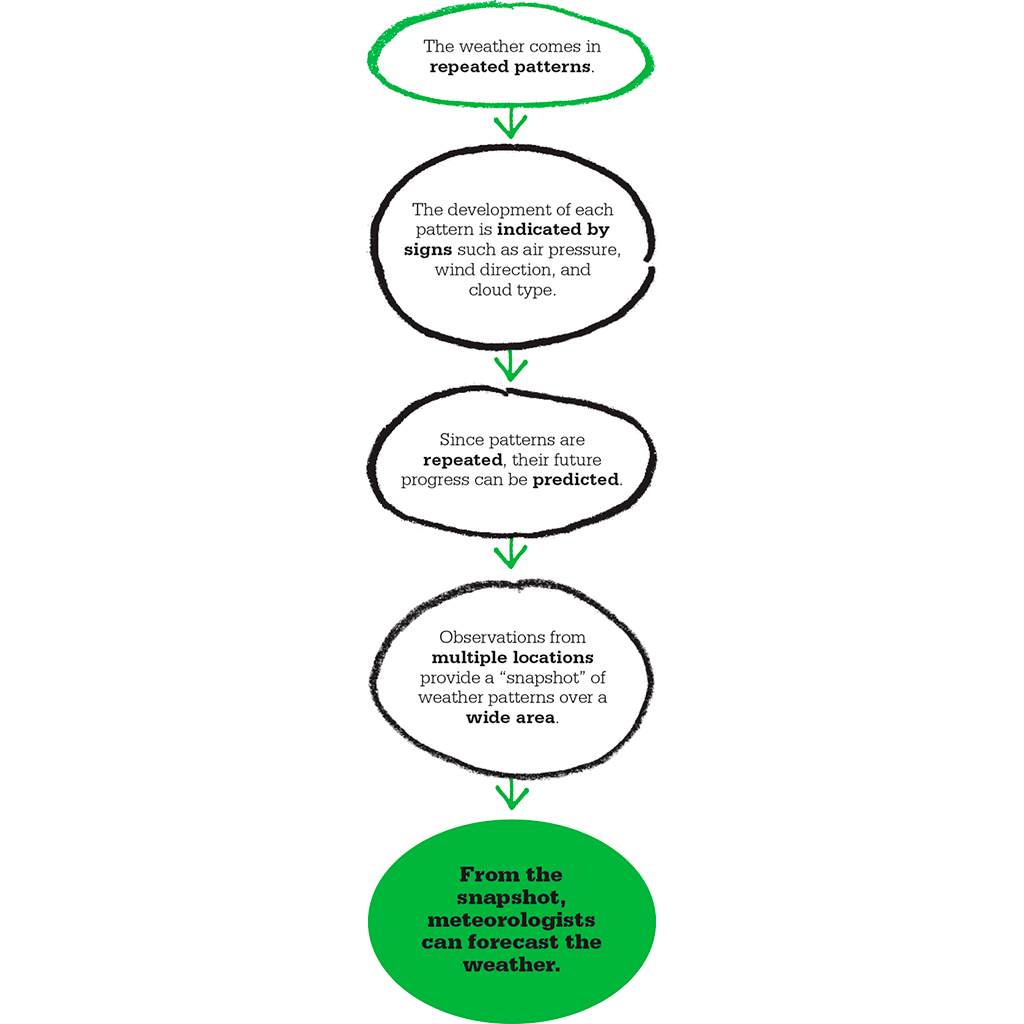 The weather comes in
repeated patterns.
The development of each
pattern is indicated by
signs such as air pressure,
wind direction, and
cloud type.
Since patterns are
repeated, their future
progress can be predicted.
Observations from
multiple locations
provide a “snapshot” of
weather patterns over a
wide area.
From the
snapshot,
meteorologists
can forecast the
weather.